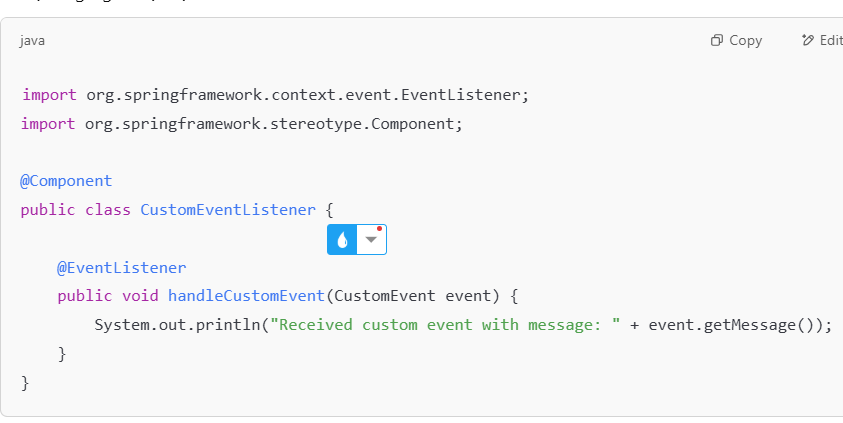 java
Copy
Edit
import org.springframework.context.event.EventListener;
import org.springframework.stereotype.Component;
@Component
public class CustomEventListener {
@EventListener
public void handleCustomEvent(CustomEvent event) {
System.out.println("Received custom event with message: " + event.getMessage());
}
}